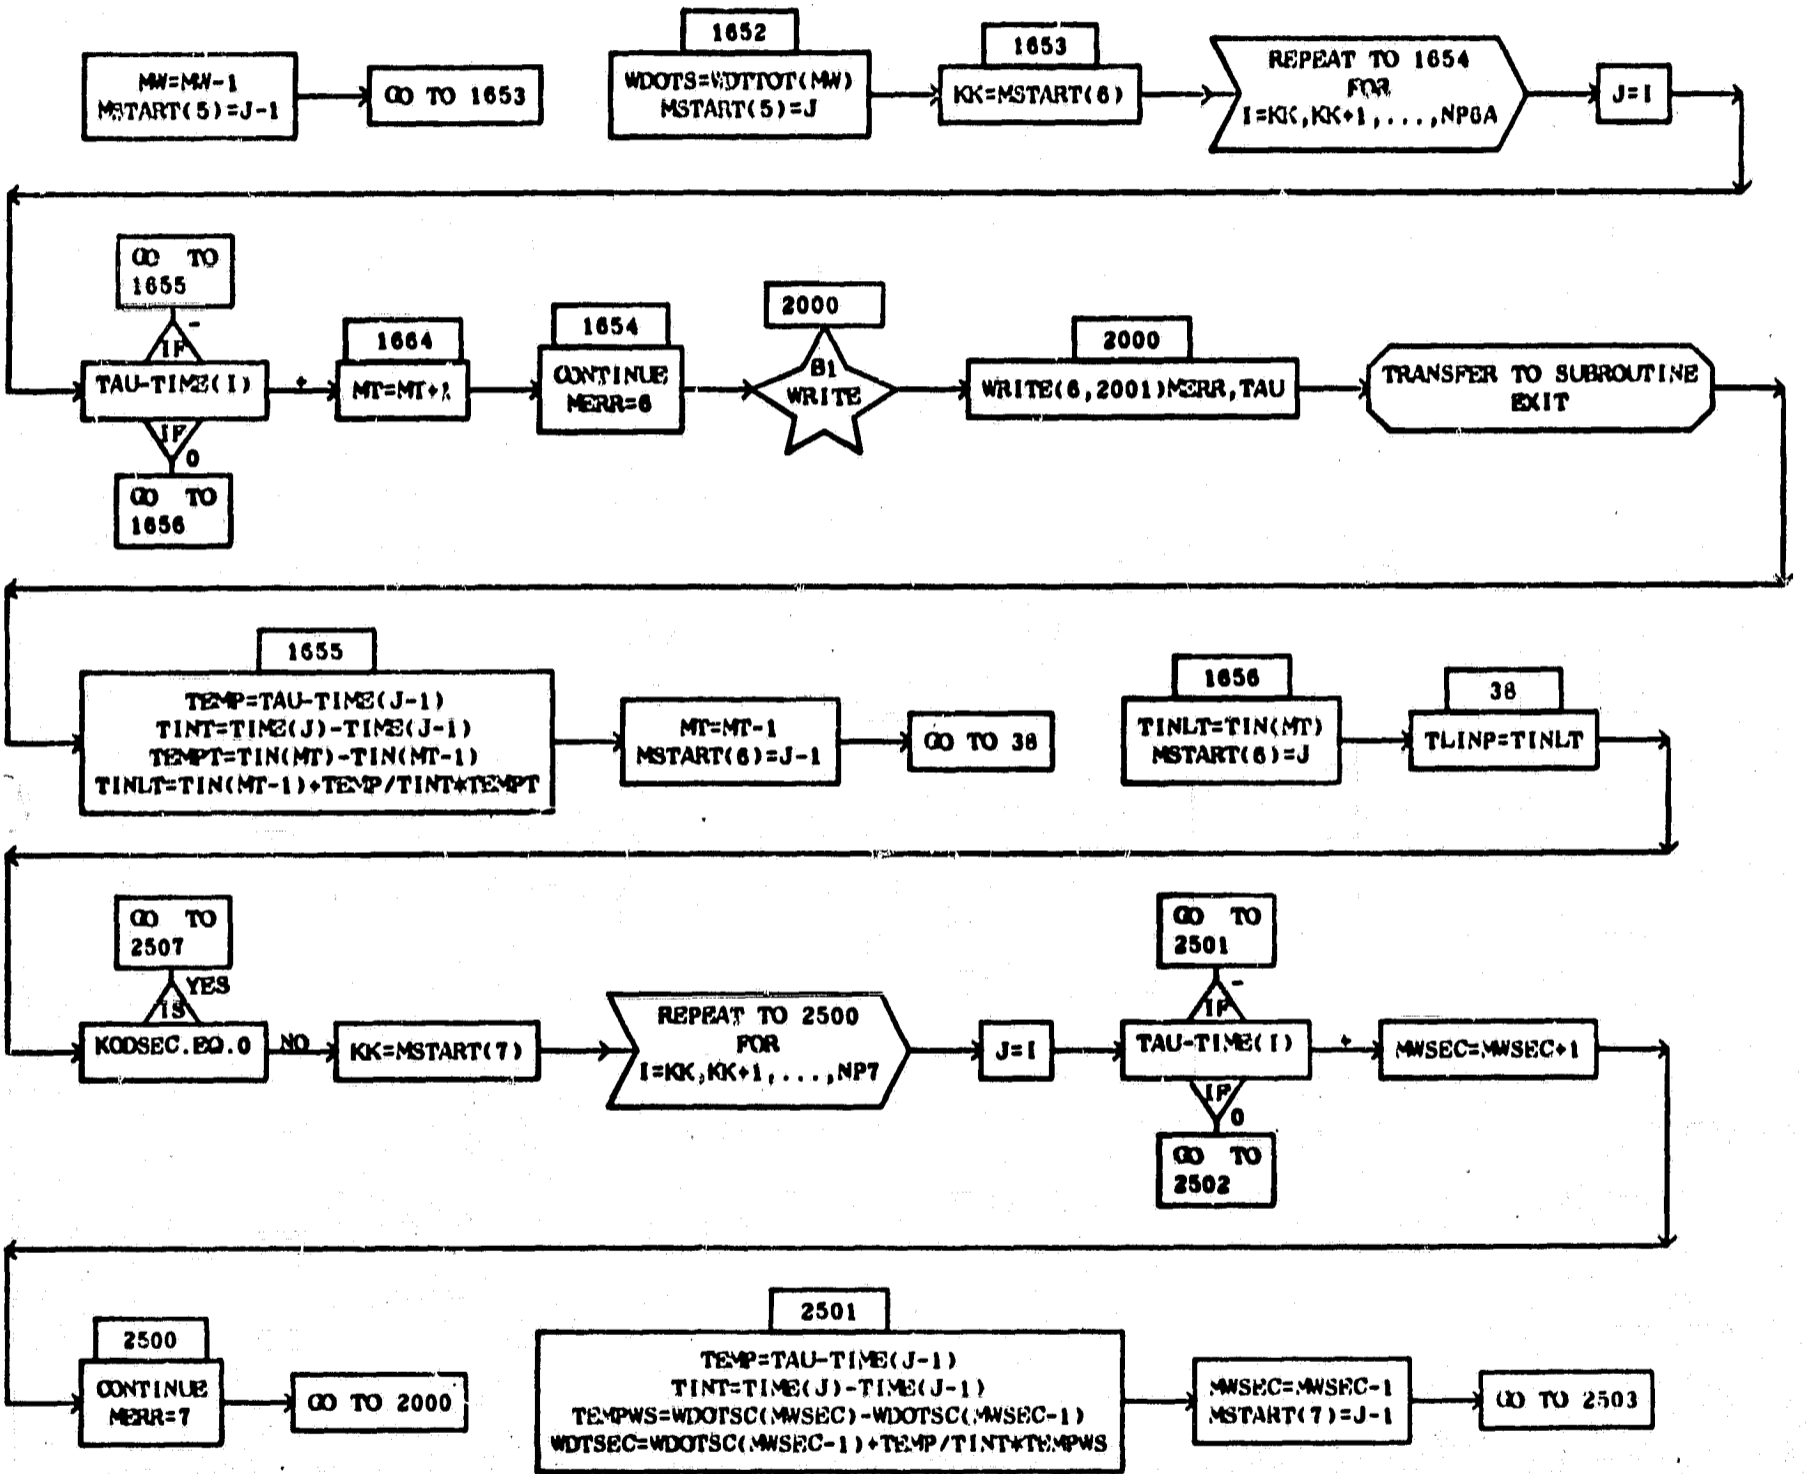 MW=MW-1
MSTART(5)=J-1
GO TO 1653
1652
WDOTS=WDTTOT(MW)
MSTART(5)=J
1653
KK=MSTART(6)
REPEAT TO 1654
FOR
I=KK,KK+1,...,NP6A
J=I
GO TO
1655
-
IF
TAU-TIME(I)
+
IF
0
GO TO
1656
1664
MT=MT+1
1654
CONTINUE
MERR=6
2000
B1
WRITE
2000
WRITE(6,2001)MERR,TAU
TRANSFER TO SUBROUTINE
EXIT
1655
TEMP=TAU-TIME(J-1)
TINT=TIME(J)-TIME(J-1)
TEMPT=TIN(MT)-TIN(MT-1)
TINLT=TIN(MT-1)+TEMP/TINT*TEMPT
MT=MT-1
MSTART(6)=J-1
GO TO 38
1656
TINLT=TIN(MT)
MSTART(6)=J
38
TLINP=TINLT
GO TO
2507
YES
IS
KODSEC.EQ.0
NO
KK=MSTART(7)
REPEAT TO 2500
FOR
I=KK,KK+1,...,NP7
J=I
GO TO
2501
-
IF
TAU-TIME(I)
+
IF
0
GO TO
2502
MWSEC=MWSEC+1
2500
CONTINUE
MERR=7
GO TO 2000
2501
TEMP=TAU-TIME(J-1)
TINT=TIME(J)-TIME(J-1)
TEMPWS=WDOTSC(MWSEC)-WDOTSC(MWSEC-1)
WDTSEC=WDOTSC(MWSEC-1)+TEMP/TINT*TEMPWS
MWSEC=MWSEC-1
MSTART(7)=J-1
GO TO 2503